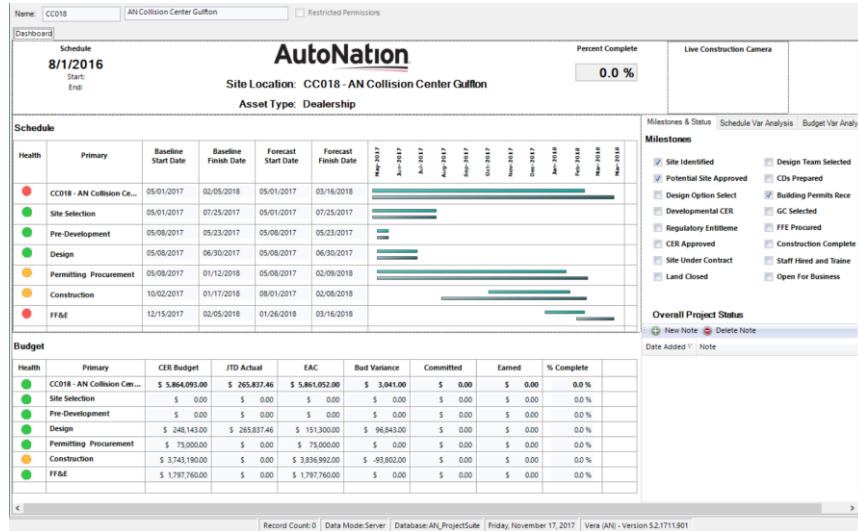 Name: CC018 AN Collision Center Gulfton Restricted Permissions
Dashboard
Schedule
8/1/2016
Start:
End:
AutoNation
Site Location: CC018 - AN Collision Center Gulfton
Asset Type: Dealership
Percent Complete
0.0 %
Live Construction Camera
Schedule
Health Primary Baseline Start Date Baseline Finish Date Forecast Start Date Forecast Finish Date May-2017 Jun-2017 Jul-2017 Aug-2017 Sep-2017 Oct-2017 Nov-2017 Dec-2017 Jan-2018 Feb-2018 Mar-2018 Mar-2018
CC018 - AN Collision Ce... 05/01/2017 02/05/2018 05/01/2017 03/16/2018
Site Selection 05/01/2017 07/25/2017 05/01/2017 07/25/2017
Pre-Development 05/08/2017 05/23/2017 05/08/2017 05/23/2017
Design 05/08/2017 06/30/2017 05/08/2017 06/30/2017
Permitting Procurement 05/08/2017 01/12/2018 05/08/2017 02/09/2018
Construction 10/02/2017 01/17/2018 08/01/2017 02/08/2018
FF&E 12/15/2017 02/05/2018 01/26/2018 03/16/2018
Milestones & Status Schedule Var Analysis Budget Var Analy
Milestones
Site Identified Design Team Selected
Potential Site Approved CDs Prepared
Design Option Select Building Permits Rece
Developmental CER GC Selected
Regulatory Entitleme FFE Procured
CER Approved Construction Complete
Site Under Contract Staff Hired and Traine
Land Closed Open For Business
Overall Project Status
New Note Delete Note
Date Added Note
Budget
Health Primary CER Budget JTD Actual EAC Bud Variance Committed Earned % Complete
CC018 - AN Collision Cen... $ 5,864,093.00 $ 265,837.46 $ 5,861,052.00 $ 3,041.00 $ 0.00 $ 0.00 0.0 %
Site Selection $ 0.00 $ 0.00 $ 0.00 $ 0.00 $ 0.00 $ 0.00 0.0 %
Pre-Development $ 0.00 $ 0.00 $ 0.00 $ 0.00 $ 0.00 $ 0.00 0.0 %
Design $ 248,143.00 $ 265,837.46 $ 151,300.00 $ 96,843.00 $ 0.00 $ 0.00 0.0 %
Permitting Procurement $ 75,000.00 $ 0.00 $ 75,000.00 $ 0.00 $ 0.00 $ 0.00 0.0 %
Construction $ 3,743,190.00 $ 0.00 $ 3,836,992.00 $ -93,802.00 $ 0.00 $ 0.00 0.0 %
FF&E $ 1,797,760.00 $ 0.00 $ 1,797,760.00 $ 0.00 $ 0.00 $ 0.00 0.0 %
Record Count: 0 Data Mode:Server Database: AN_ProjectSuite Friday, November 17, 2017 Vera (AN) - Version 5.2.1711.901